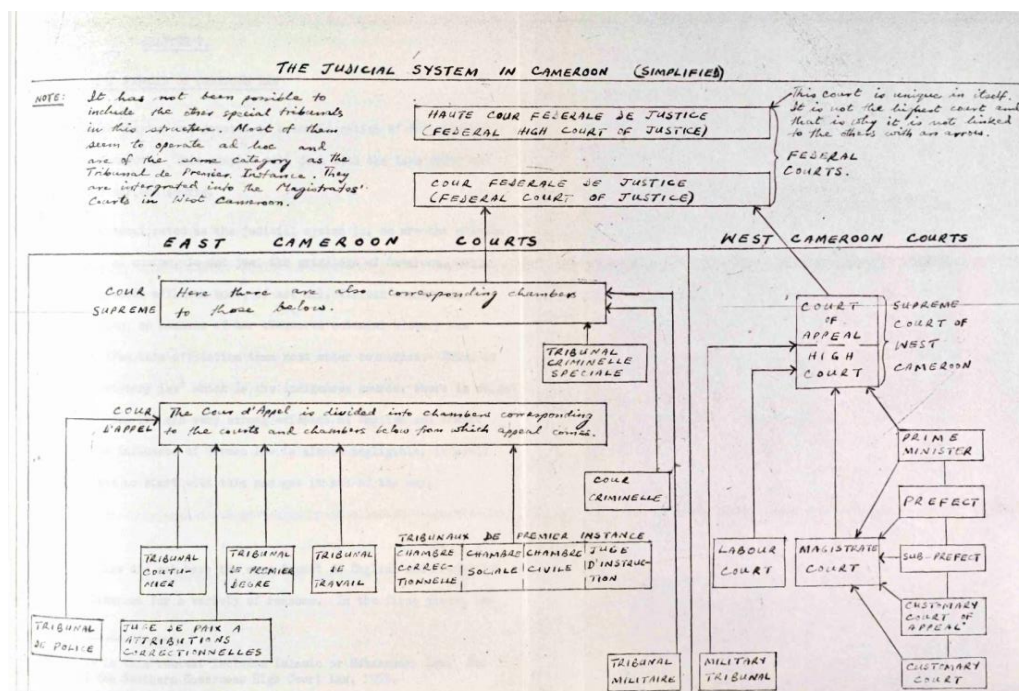 THE JUDICIAL SYSTEM IN CAMEROON (SIMPLIFIED)
NOTE: It has not been possible to
include the other special tribunals
in this structure. Most of them
seem to operate ad hoc and
are of the same category as the
Tribunal de Premier Instance. They
are intergrated into the Magistrates'
Courts in West Cameroon.
HAUTE COUR FEDERALE DE JUSTICE
(FEDERAL HIGH COURT OF JUSTICE)
This court is unique in itself.
It is not the highest court and
that is why it is not linked
to the others with an arrow.
FEDERAL
COURTS.
COUR FEDERALE DE JUSTICE
(FEDERAL COURT OF JUSTICE)
EAST CAMEROON COURTS
WEST CAMEROON COURTS
COUR
SUPREME
Here there are also corresponding chambers
to those below.
TRIBUNAL
CRIMINELLE
SPECIALE
COURT
OF
APPEAL
HIGH
COURT
SUPREME
COURT OF
WEST
CAMEROON
COUR
D'APPEL
The Cour d'Appel is divided into chambers corresponding
to the courts and chambers below from which appeal comes.
COUR
CRIMINELLE
PRIME
MINISTER
PREFECT
SUB-PREFECT
TRIBUNAL
COUTU-
MIER
TRIBUNAL
DE PREMIER
DEGRE
TRIBUNAL
DE
TRAVAIL
TRIBUNAUX DE PREMIER INSTANCE
CHAMBRE
CORREC-
TIONNELLE
CHAMBRE
SOCIALE
CHAMBRE
CIVILE
JUGE
D'INSTRUC-
TION
LABOUR
COURT
MAGISTRATE
COURT
CUSTOMARY
COURT OF
APPEAL
CUSTOMARY
COURT
TRIBUNAL
DE POLICE
JUGE DE PAIX A
ATTRIBUTIONS
CORRECTIONNELLES
TRIBUNAL
MILITAIRE
MILITARY
TRIBUNAL